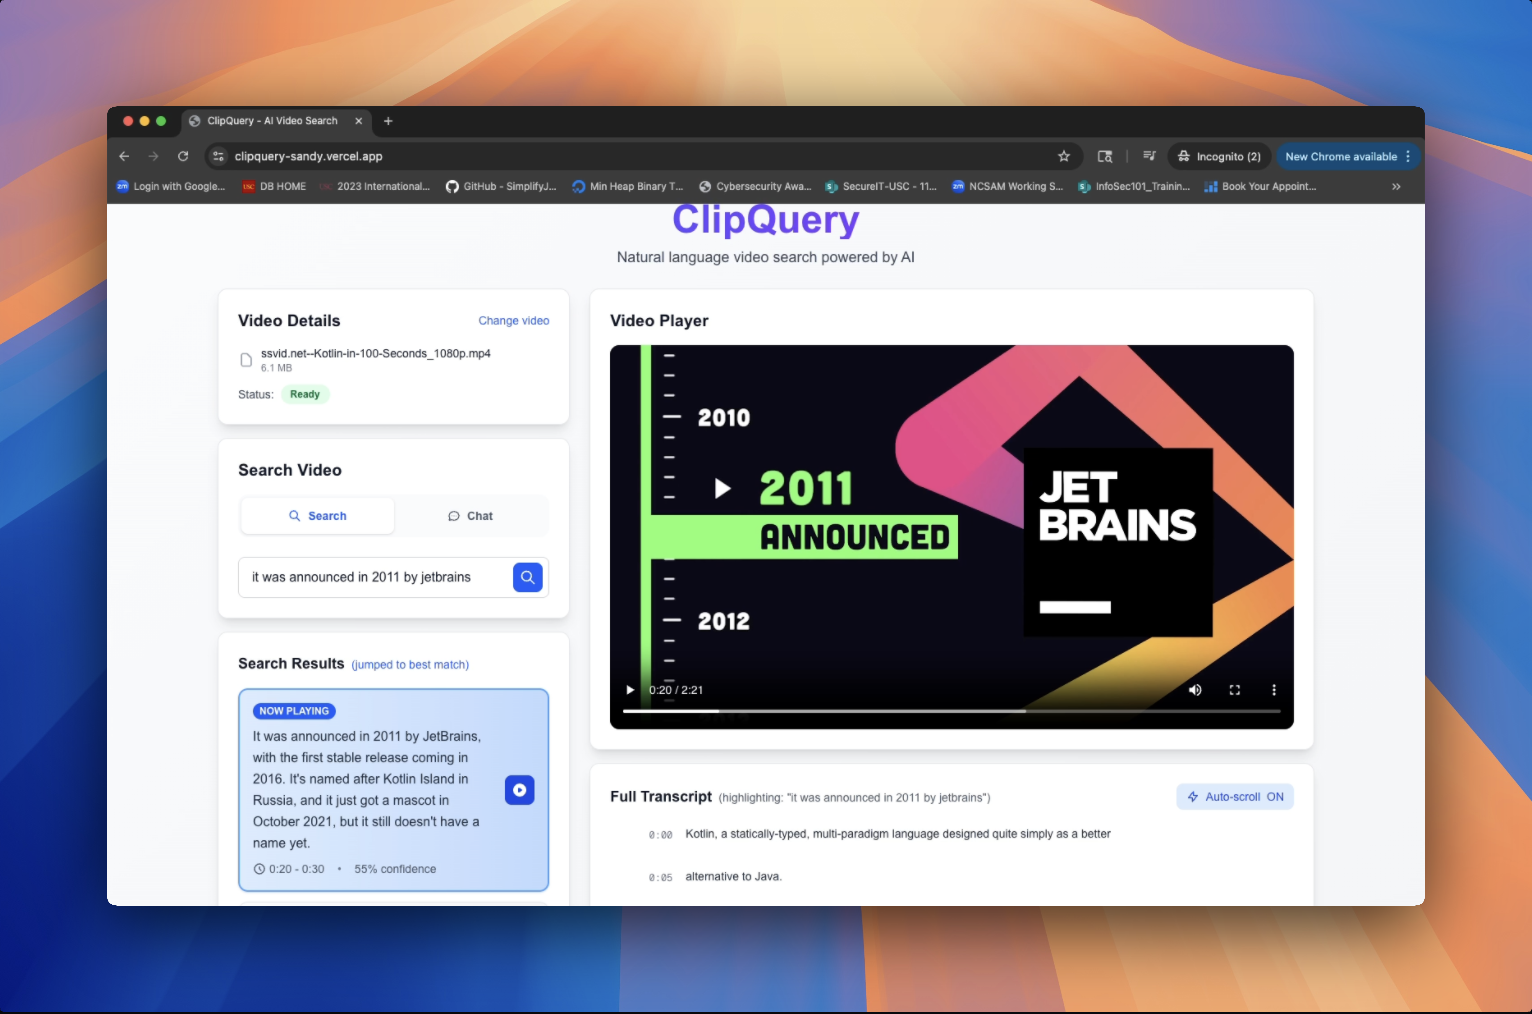 ClipQuery - AI Video Search
clipquery-sandy.vercel.app
Incognito (2)
New Chrome available
zm Login with Google...
USC DB HOME
USC 2023 International...
GitHub - SimplifyJ...
Min Heap Binary T...
Cybersecurity Awa...
S SecureIT-USC - 11...
zm NCSAM Working S...
S InfoSec101_Trainin...
Book Your Appoint...
ClipQuery
Natural language video search powered by AI
Video Details
Change video
ssvid.net--Kotlin-in-100-Seconds_1080p.mp4
6.1 MB
Status: Ready
Search Video
Search
Chat
it was announced in 2011 by jetbrains
Search Results (jumped to best match)
NOW PLAYING
It was announced in 2011 by JetBrains,
with the first stable release coming in
2016. It's named after Kotlin Island in
Russia, and it just got a mascot in
October 2021, but it still doesn't have a
name yet.
0:20 - 0:30 • 55% confidence
Video Player
2010
2011
ANNOUNCED
2012
JET
BRAINS
0:20 / 2:21
Full Transcript (highlighting: "it was announced in 2011 by jetbrains")
Auto-scroll ON
0:00 Kotlin, a statically-typed, multi-paradigm language designed quite simply as a better
0:05 alternative to Java.